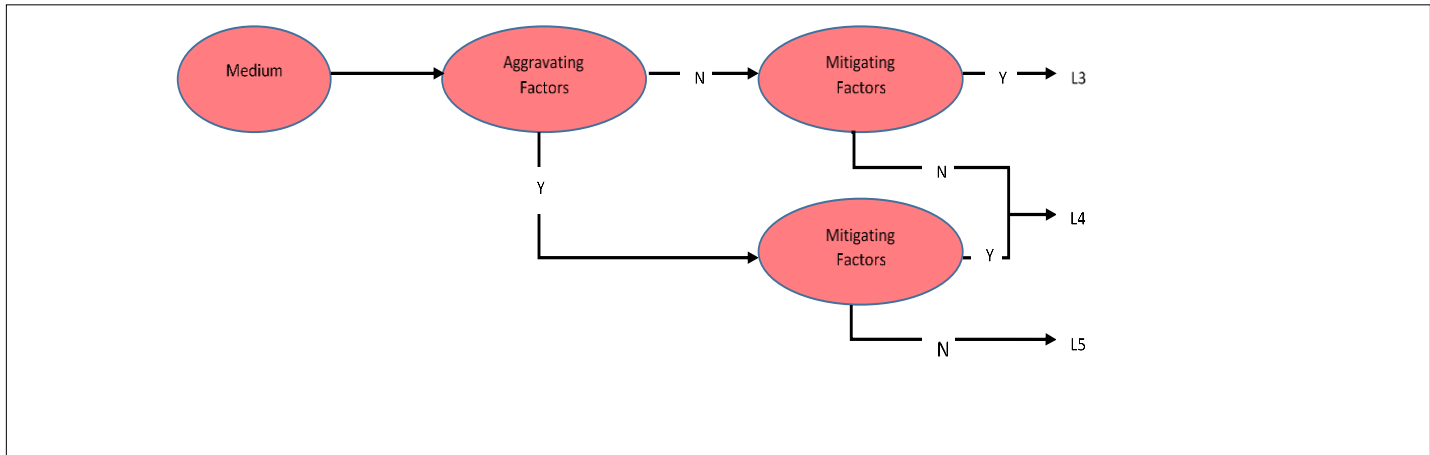 Medium
Aggravating
Factors
N
Mitigating
Factors
Y
L3
N
Y
L4
Mitigating
Factors
Y
N
L5